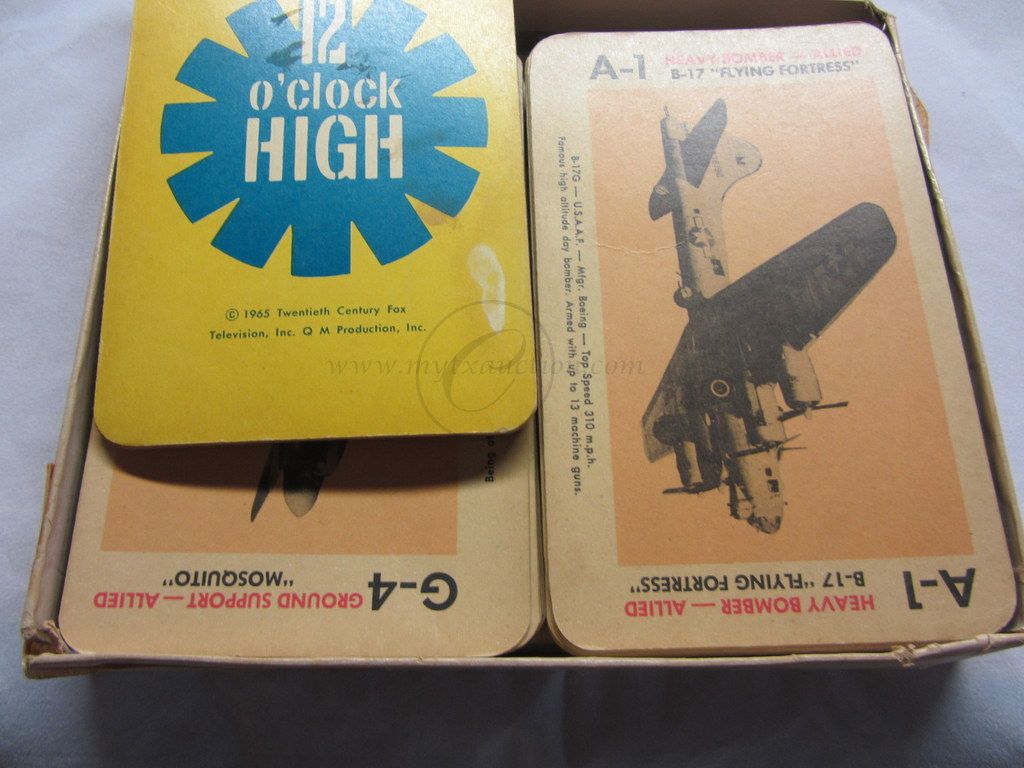 12
o'clock
HIGH
© 1965 Twentieth Century Fox
Television, Inc. Q M Production, Inc.
www.mytxauction.com
Being
G-4
GROUND SUPPORT — ALLIED
"MOSQUITO"
A-1
HEAVY BOMBER — ALLIED
B-17 "FLYING FORTRESS"
B-17G — U.S.A.A.F. — Mfgr. Boeing — Top Speed 310 m.p.h.
Famous high altitude day bomber. Armed with up to 13 machine guns.
A-1
HEAVY BOMBER — ALLIED
B-17 "FLYING FORTRESS"